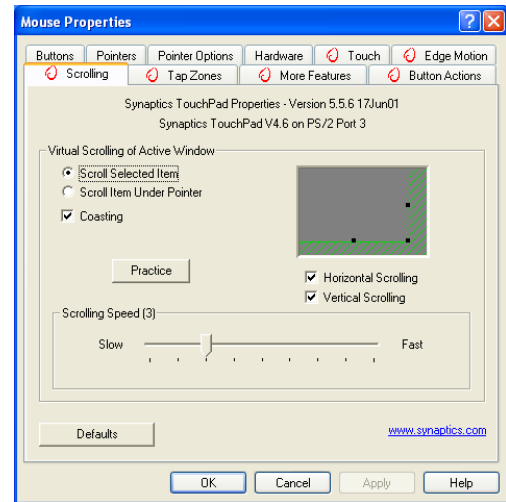 Mouse Properties
Buttons Pointers Pointer Options Hardware Touch Edge Motion
Scrolling Tap Zones More Features Button Actions
Synaptics TouchPad Properties - Version 5.5.6 17Jun01
Synaptics TouchPad V4.6 on PS/2 Port 3
Virtual Scrolling of Active Window
Scroll Selected Item
Scroll Item Under Pointer
Coasting
Practice
Horizontal Scrolling
Vertical Scrolling
Scrolling Speed (3)
Slow Fast
Defaults www.synaptics.com
OK Cancel Apply Help